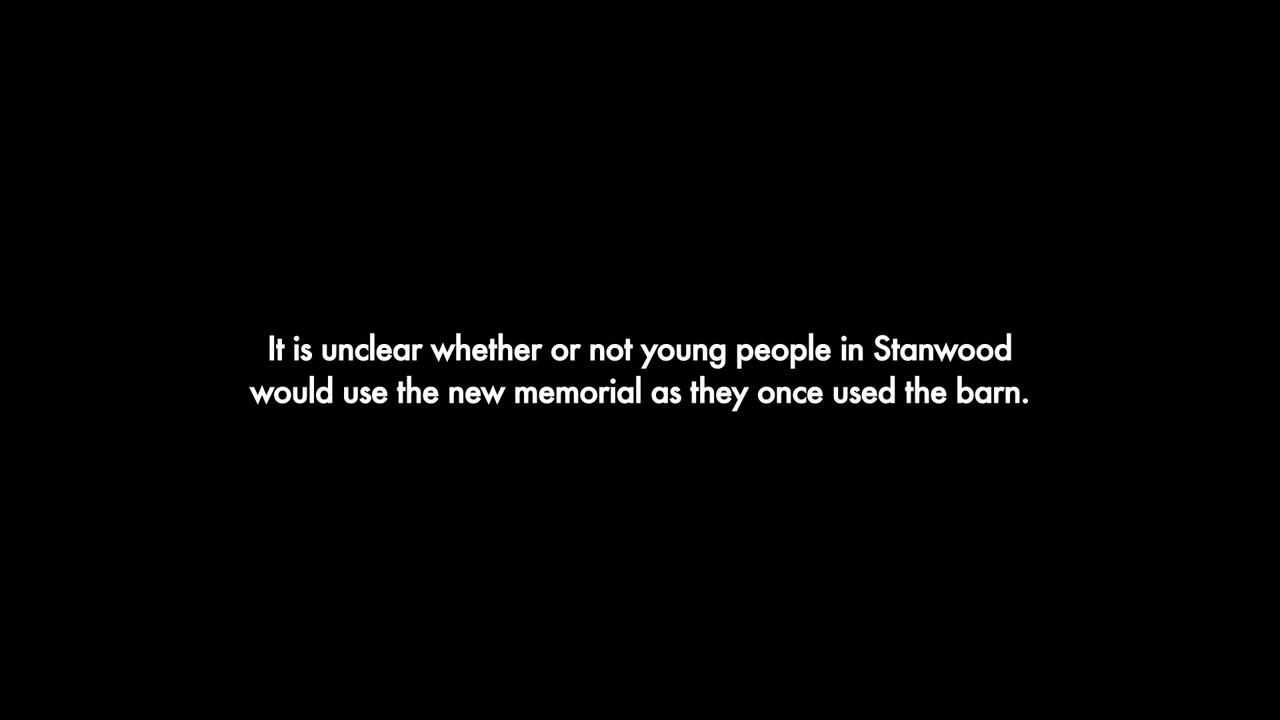 It is unclear whether or not young people in Stanwood
would use the new memorial as they once used the barn.